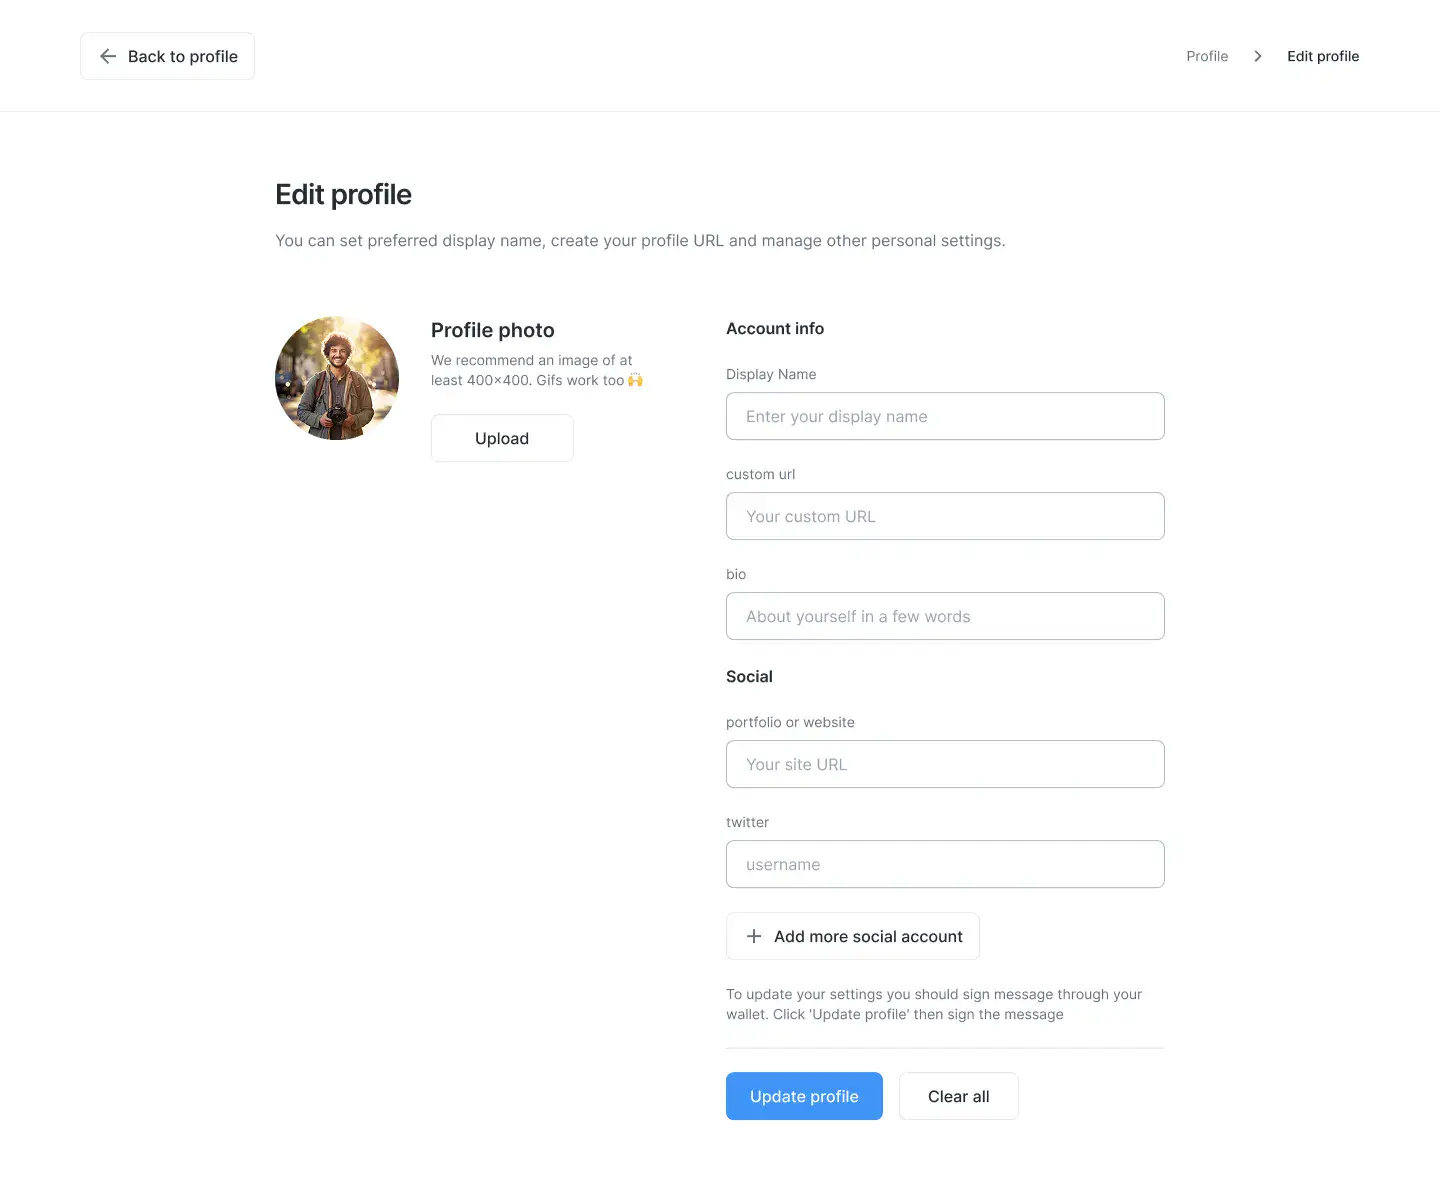 Back to profile
Profile
Edit profile
Edit profile
You can set preferred display name, create your profile URL and manage other personal settings.
Profile photo
We recommend an image of at
least 400×400. Gifs work too 🙌
Upload
Account info
Display Name
Enter your display name
custom url
Your custom URL
bio
About yourself in a few words
Social
portfolio or website
Your site URL
twitter
username
Add more social account
To update your settings you should sign message through your
wallet. Click 'Update profile' then sign the message
Update profile
Clear all